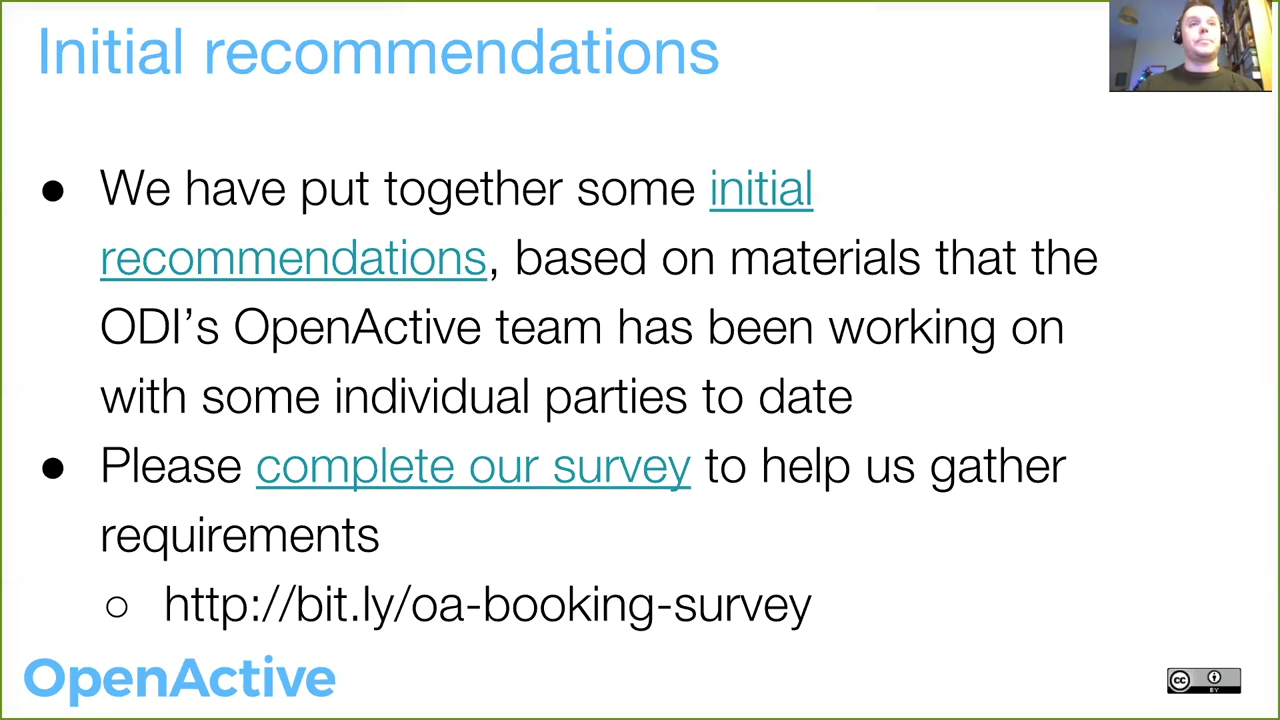 Initial recommendations
● We have put together some initial
recommendations, based on materials that the
ODI’s OpenActive team has been working on
with some individual parties to date
● Please complete our survey to help us gather
requirements
○ http://bit.ly/oa-booking-survey
OpenActive
cc
BY